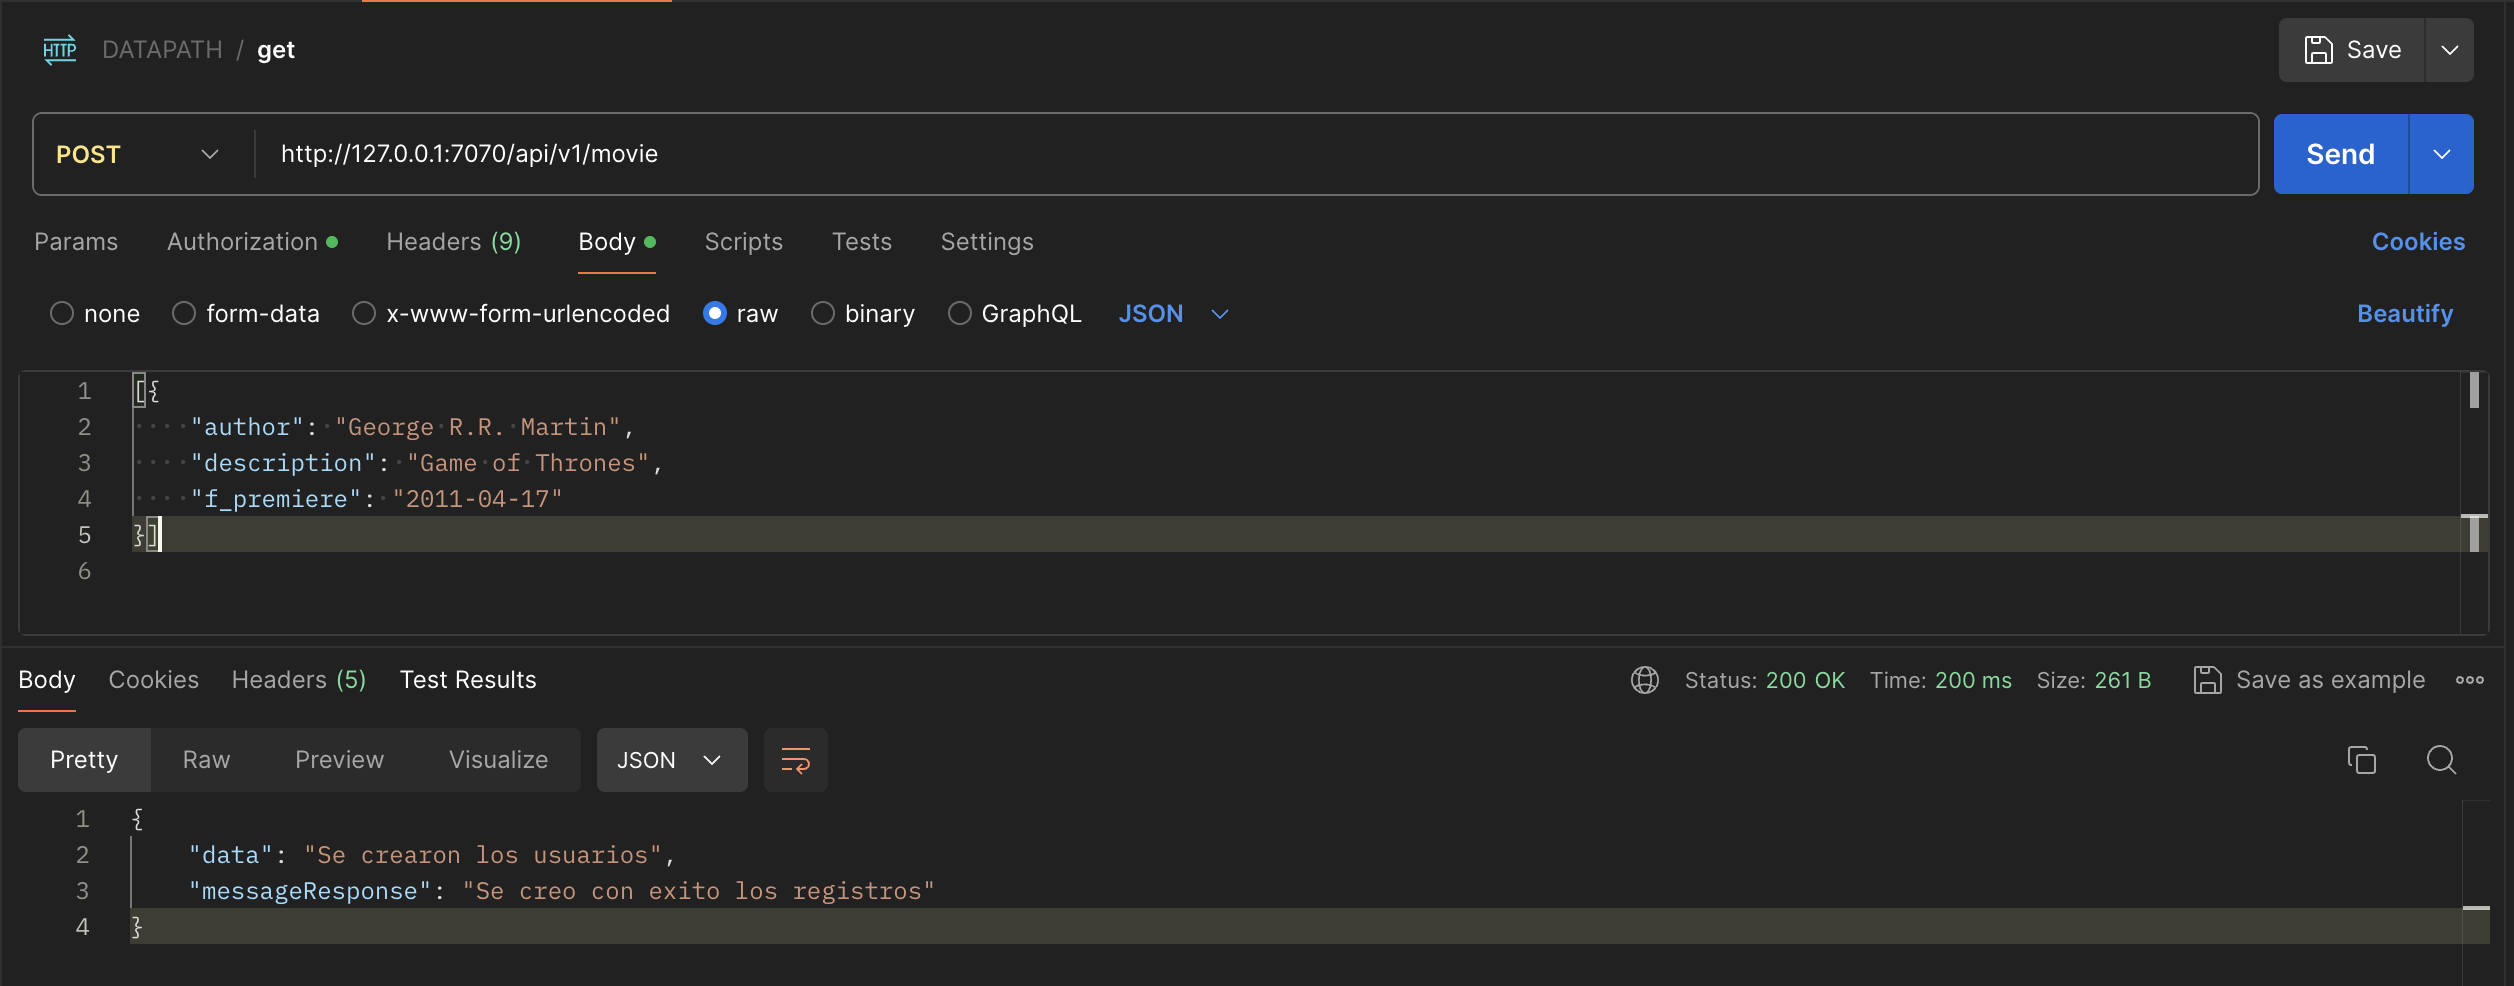 HTTP DATAPATH / get Save
POST http://127.0.0.1:7070/api/v1/movie Send
Params Authorization Headers (9) Body Scripts Tests Settings Cookies
none form-data x-www-form-urlencoded raw binary GraphQL JSON Beautify
1 [{
2 "author": "George R.R. Martin",
3 "description": "Game of Thrones",
4 "f_premiere": "2011-04-17"
5 }]
6
Body Cookies Headers (5) Test Results Status: 200 OK Time: 200 ms Size: 261 B Save as example
Pretty Raw Preview Visualize JSON
1 {
2 "data": "Se crearon los usuarios",
3 "messageResponse": "Se creo con exito los registros"
4 }